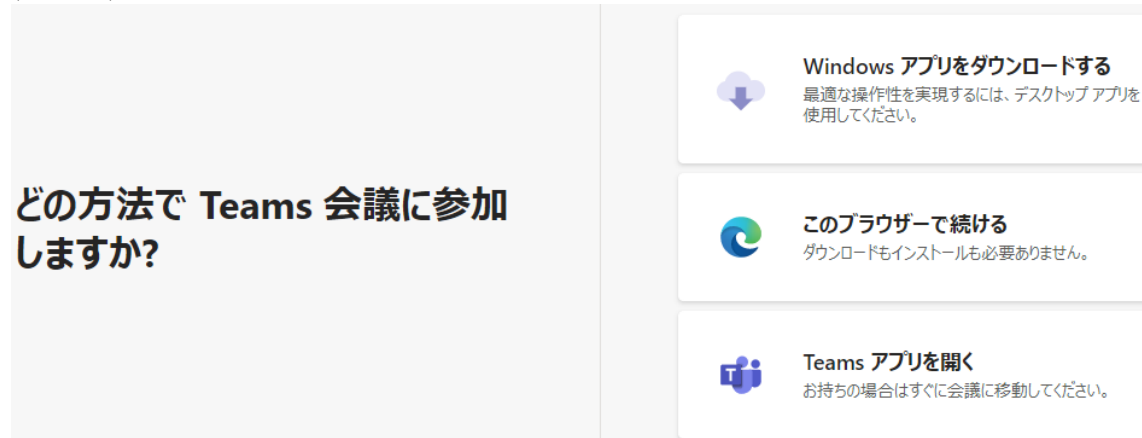 どの方法で Teams 会議に参加
しますか?
Windows アプリをダウンロードする
最適な操作性を実現するには、デスクトップ アプリを
使用してください。
このブラウザーで続ける
ダウンロードもインストールも必要ありません。
Teams アプリを開く
お持ちの場合はすぐに会議に移動してください。